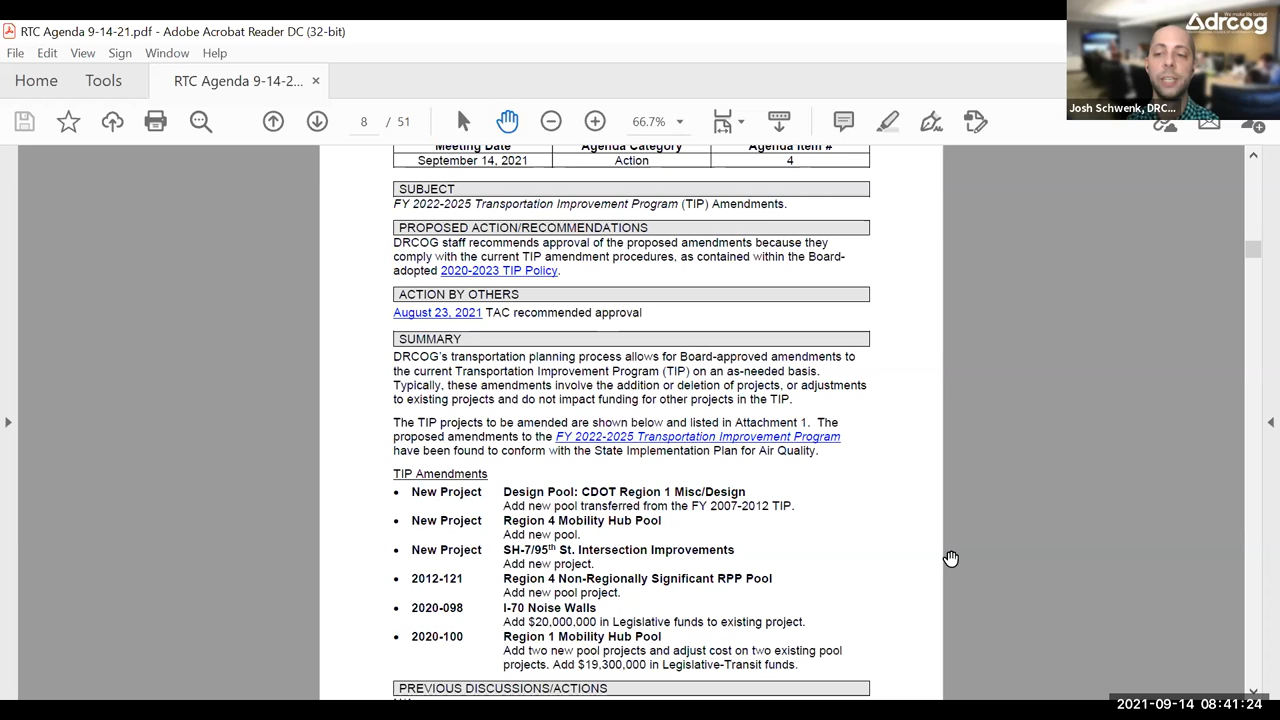 RTC Agenda 9-14-21.pdf - Adobe Acrobat Reader DC (32-bit)
File Edit View Sign Window Help
Home Tools RTC Agenda 9-14-2... ×
8 / 51 66.7%
We make life better!
drcog
Josh Schwenk, DRC...
Meeting Date Agenda Category Agenda Item #
September 14, 2021 Action 4
SUBJECT
FY 2022-2025 Transportation Improvement Program (TIP) Amendments.
PROPOSED ACTION/RECOMMENDATIONS
DRCOG staff recommends approval of the proposed amendments because they
comply with the current TIP amendment procedures, as contained within the Board-
adopted 2020-2023 TIP Policy.
ACTION BY OTHERS
August 23, 2021 TAC recommended approval
SUMMARY
DRCOG's transportation planning process allows for Board-approved amendments to
the current Transportation Improvement Program (TIP) on an as-needed basis.
Typically, these amendments involve the addition or deletion of projects, or adjustments
to existing projects and do not impact funding for other projects in the TIP.
The TIP projects to be amended are shown below and listed in Attachment 1. The
proposed amendments to the FY 2022-2025 Transportation Improvement Program
have been found to conform with the State Implementation Plan for Air Quality.
TIP Amendments
• New Project Design Pool: CDOT Region 1 Misc/Design
Add new pool transferred from the FY 2007-2012 TIP.
• New Project Region 4 Mobility Hub Pool
Add new pool.
• New Project SH-7/95th St. Intersection Improvements
Add new project.
• 2012-121 Region 4 Non-Regionally Significant RPP Pool
Add new pool project.
• 2020-098 I-70 Noise Walls
Add $20,000,000 in Legislative funds to existing project.
• 2020-100 Region 1 Mobility Hub Pool
Add two new pool projects and adjust cost on two existing pool
projects. Add $19,300,000 in Legislative-Transit funds.
PREVIOUS DISCUSSIONS/ACTIONS
2021-09-14 08:41:24